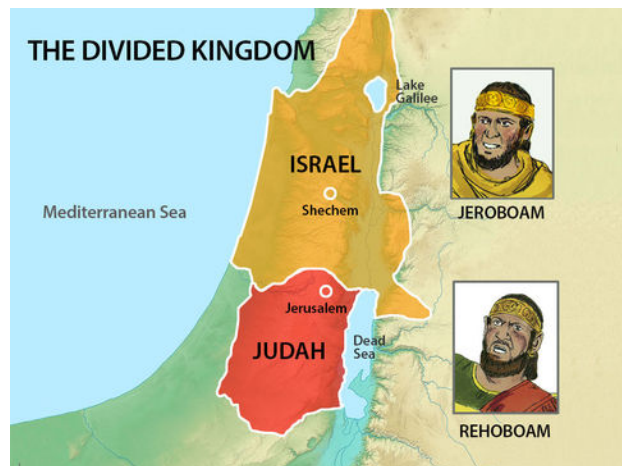 THE DIVIDED KINGDOM
Lake
Galilee
ISRAEL
Shechem
Mediterranean Sea
JEROBOAM
Jerusalem
JUDAH
Dead
Sea
REHOBOAM